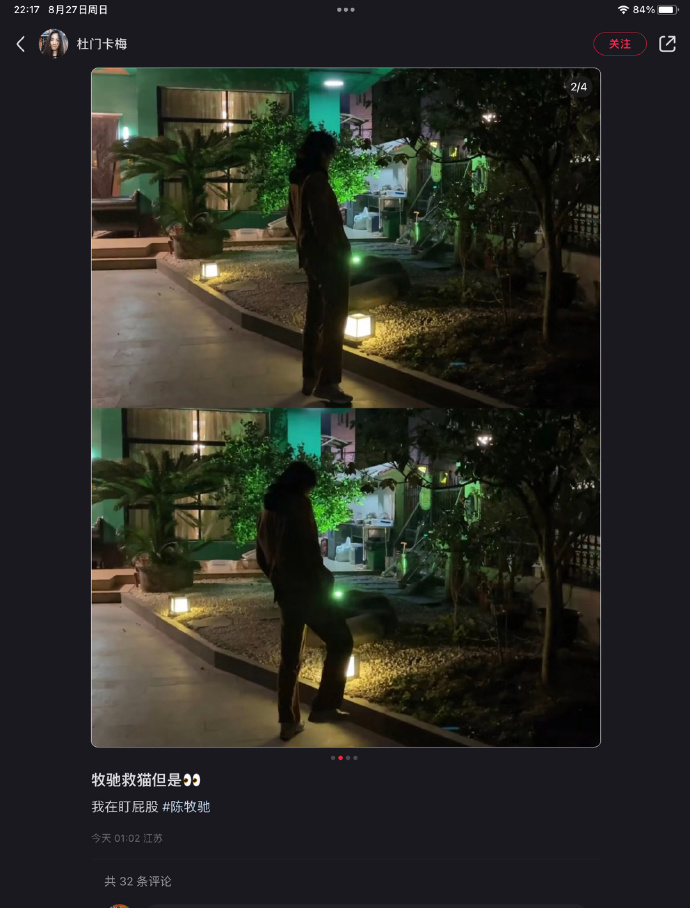 22:17 8月27日周日
84%
杜门卡梅
关注
2/4
牧驰救猫但是👀
我在盯屁股 #陈牧驰
今天 01:02 江苏
共 32 条评论